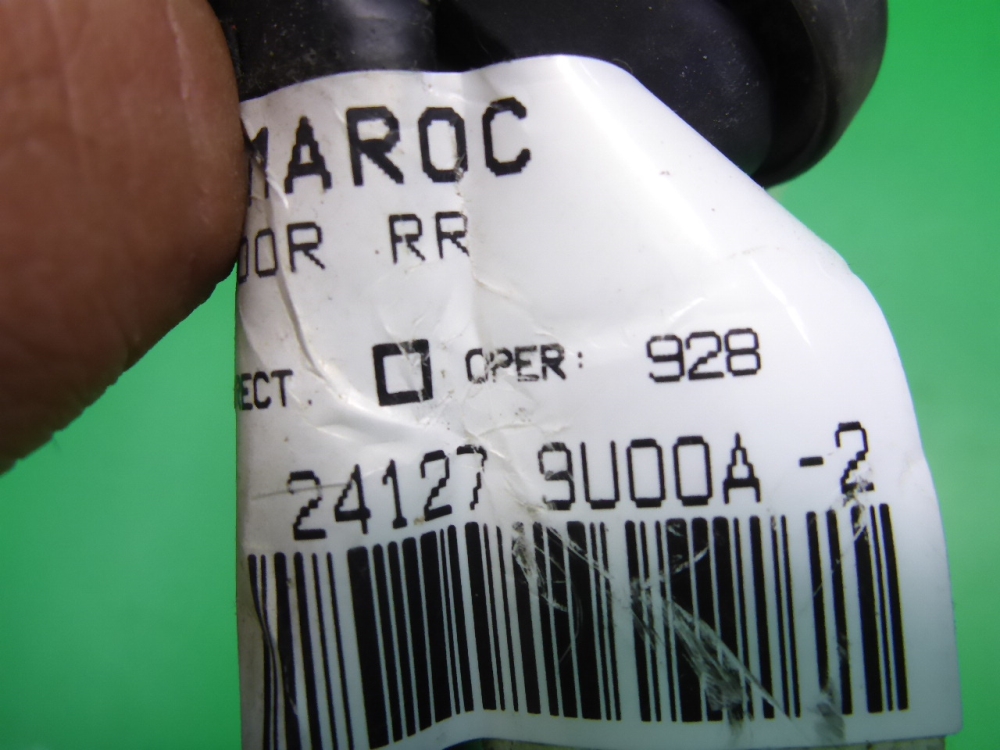 MAROC
OOR RR
ECT. OPER: 928
24127 9U00A -2